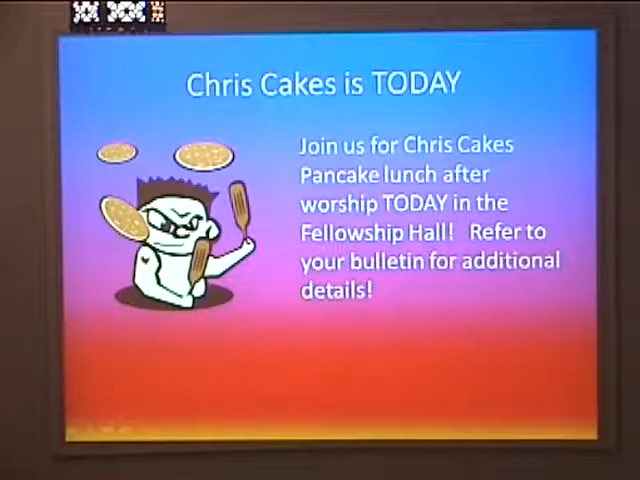 Chris Cakes is TODAY
Join us for Chris Cakes
Pancake lunch after
worship TODAY in the
Fellowship Hall! Refer to
your bulletin for additional
details!